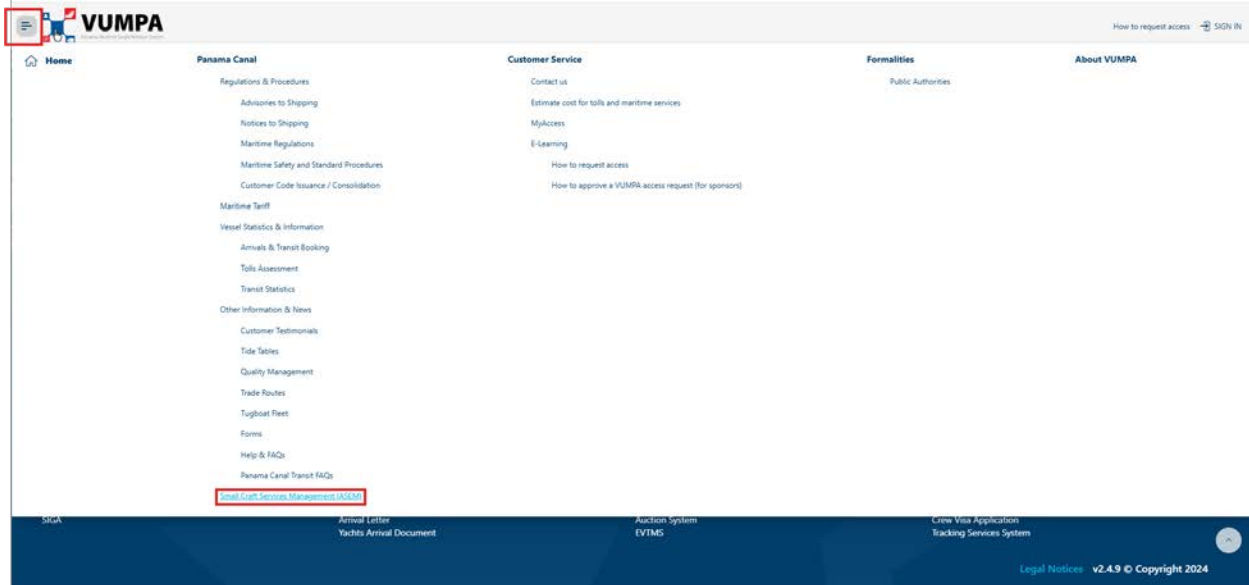 VUMPA
How to request access SIGN IN
Home
Panama Canal
Regulations & Procedures
Advisories to Shipping
Notices to Shipping
Maritime Regulations
Maritime Safety and Standard Procedures
Customer Code Issuance / Consolidation
Maritime Tariff
Vessel Statistics & Information
Arrivals & Transit Booking
Tolls Assessment
Transit Statistics
Other Information & News
Customer Testimonials
Tide Tables
Quality Management
Trade Routes
Tugboat Fleet
Forms
Help & FAQs
Panama Canal Transit FAQs
Small Craft Services Management (ASEM)
Customer Service
Contact us
Estimate cost for tolls and maritime services
MyAccess
E-Learning
How to request access
How to approve a VUMPA access request (for sponsors)
Formalities
Public Authorities
About VUMPA
SIGA
Arrival Letter
Yachts Arrival Document
Auction System
EVTMS
Crew Visa Application
Tracking Services System
Legal Notices v2.4.9 © Copyright 2024